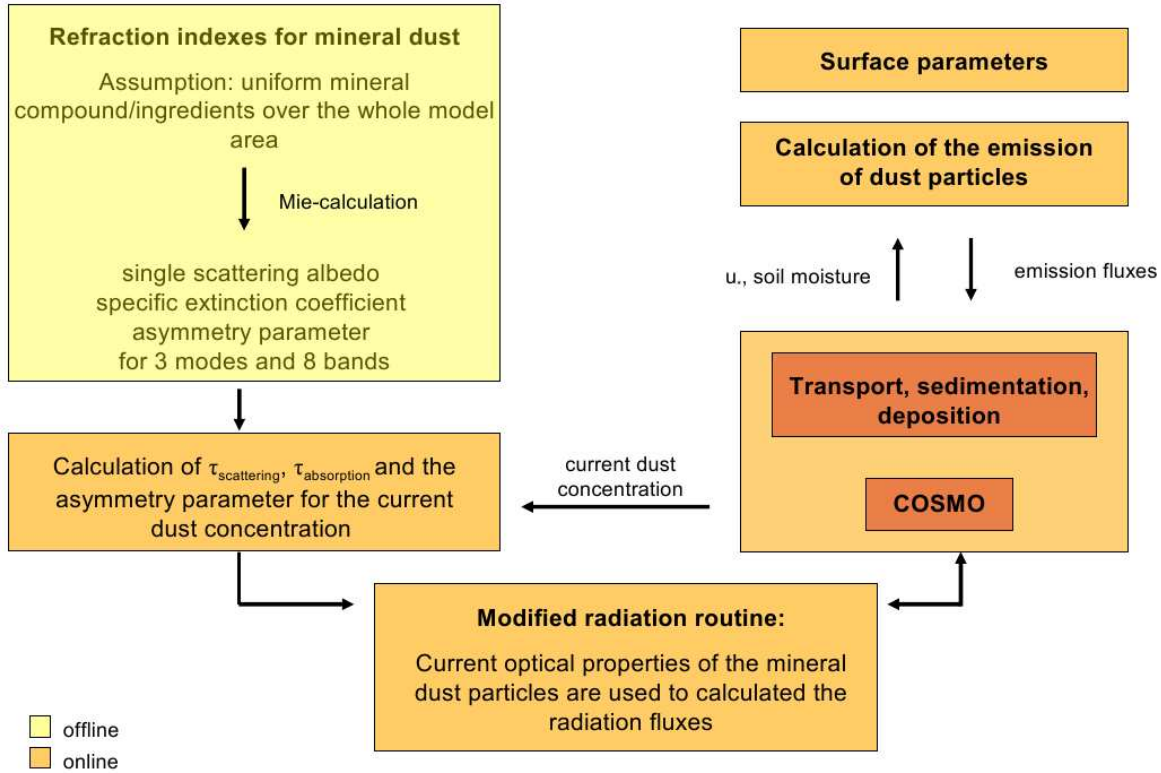 Refraction indexes for mineral dust
Assumption: uniform mineral
compound/ingredients over the whole model
area
Mie-calculation
single scattering albedo
specific extinction coefficient
asymmetry parameter
for 3 modes and 8 bands
Calculation of τscattering, τabsorption and the
asymmetry parameter for the current
dust concentration
Surface parameters
Calculation of the emission
of dust particles
u., soil moisture
emission fluxes
Transport, sedimentation,
deposition
COSMO
current dust
concentration
Modified radiation routine:
Current optical properties of the mineral
dust particles are used to calculated the
radiation fluxes
offline
online